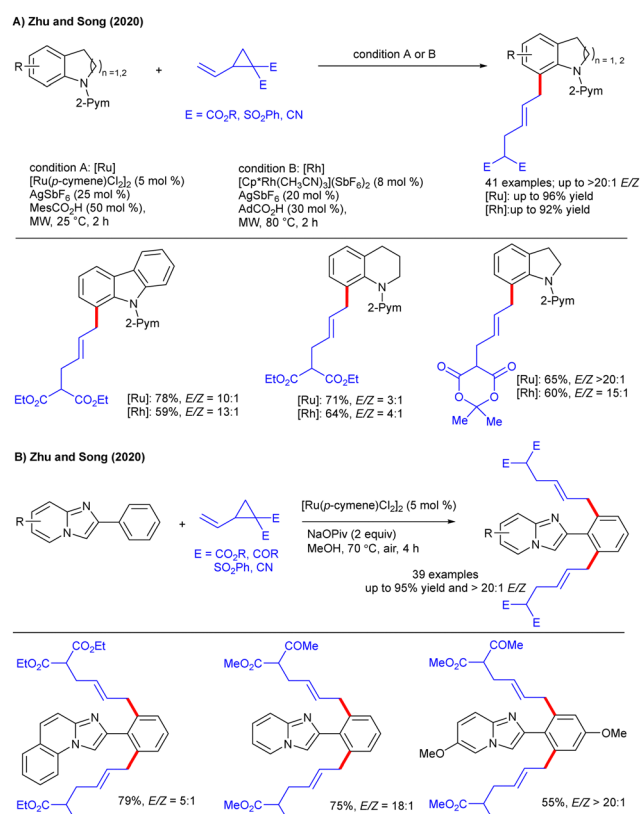 A) Zhu and Song (2020)
R
n=1,2
N
2-Pym
+
E
E
E = CO2R, SO2Ph, CN
condition A or B
R
n=1, 2
N
2-Pym
E E
condition A: [Ru]
[Ru(p-cymene)Cl2]2 (5 mol %)
AgSbF6 (25 mol%)
MesCO2H (50 mol %),
MW, 25 °C, 2 h
condition B: [Rh]
[Cp*Rh(CH3CN)3](SbF6)2 (8 mol %)
AgSbF6 (20 mol%)
AdCO2H (30 mol %),
MW, 80 °C, 2 h
41 examples; up to >20:1 E/Z
[Ru]: up to 96% yield
[Rh]:up to 92% yield
N
2-Pym
EtO2C CO2Et
[Ru]: 78%, E/Z = 10:1
[Rh]: 59%, E/Z = 13:1
N
2-Pym
EtO2C CO2Et
[Ru]: 71%, E/Z = 3:1
[Rh]: 64%, E/Z = 4:1
N
2-Pym
O O
O O
Me Me
[Ru]: 65%, E/Z >20:1
[Rh]: 60%, E/Z = 15:1
B) Zhu and Song (2020)
R
N
N
+
E
E
E = CO2R, COR
SO2Ph, CN
[Ru(p-cymene)Cl2]2 (5 mol %)
NaOPiv (2 equiv)
MeOH, 70 °C, air, 4 h
E
E
R
N
N
E
E
39 examples
up to 95% yield and > 20:1 E/Z
CO2Et
EtO2C
N
N
EtO2C
79%, E/Z = 5:1
COMe
MeO2C
N
N
MeO2C
75%, E/Z = 18:1
COMe
MeO2C
N
N
MeO
OMe
MeO2C
55%, E/Z > 20:1